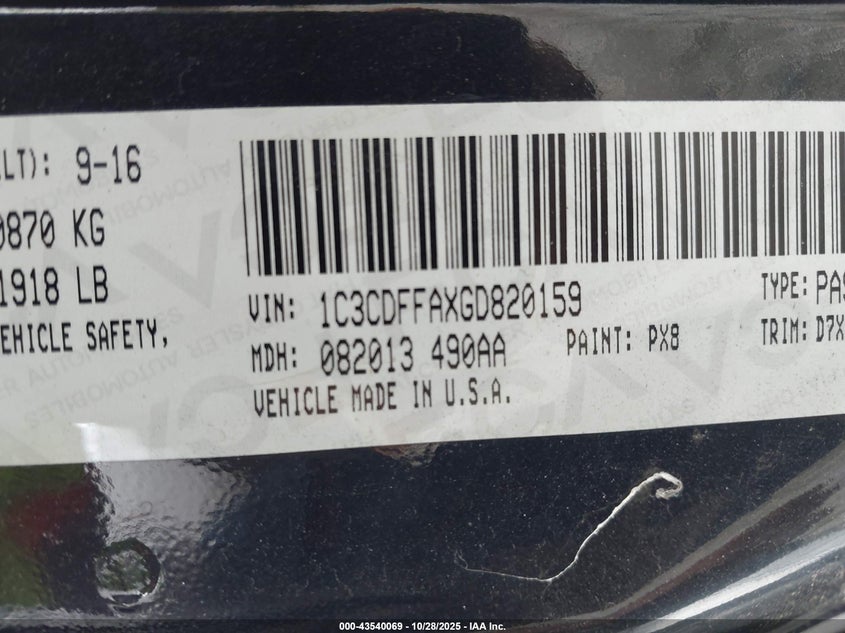 (LT): 9-16
0870 KG
1918 LB
EHICLE SAFETY,
VIN: 1C3CDFFAXGD820159
MDH: 082013 490AA
PAINT: PX8
VEHICLE MADE IN U.S.A.
TYPE: PAS
TRIM: D7X
000-43540069 - 10/28/2025 - IAA Inc.